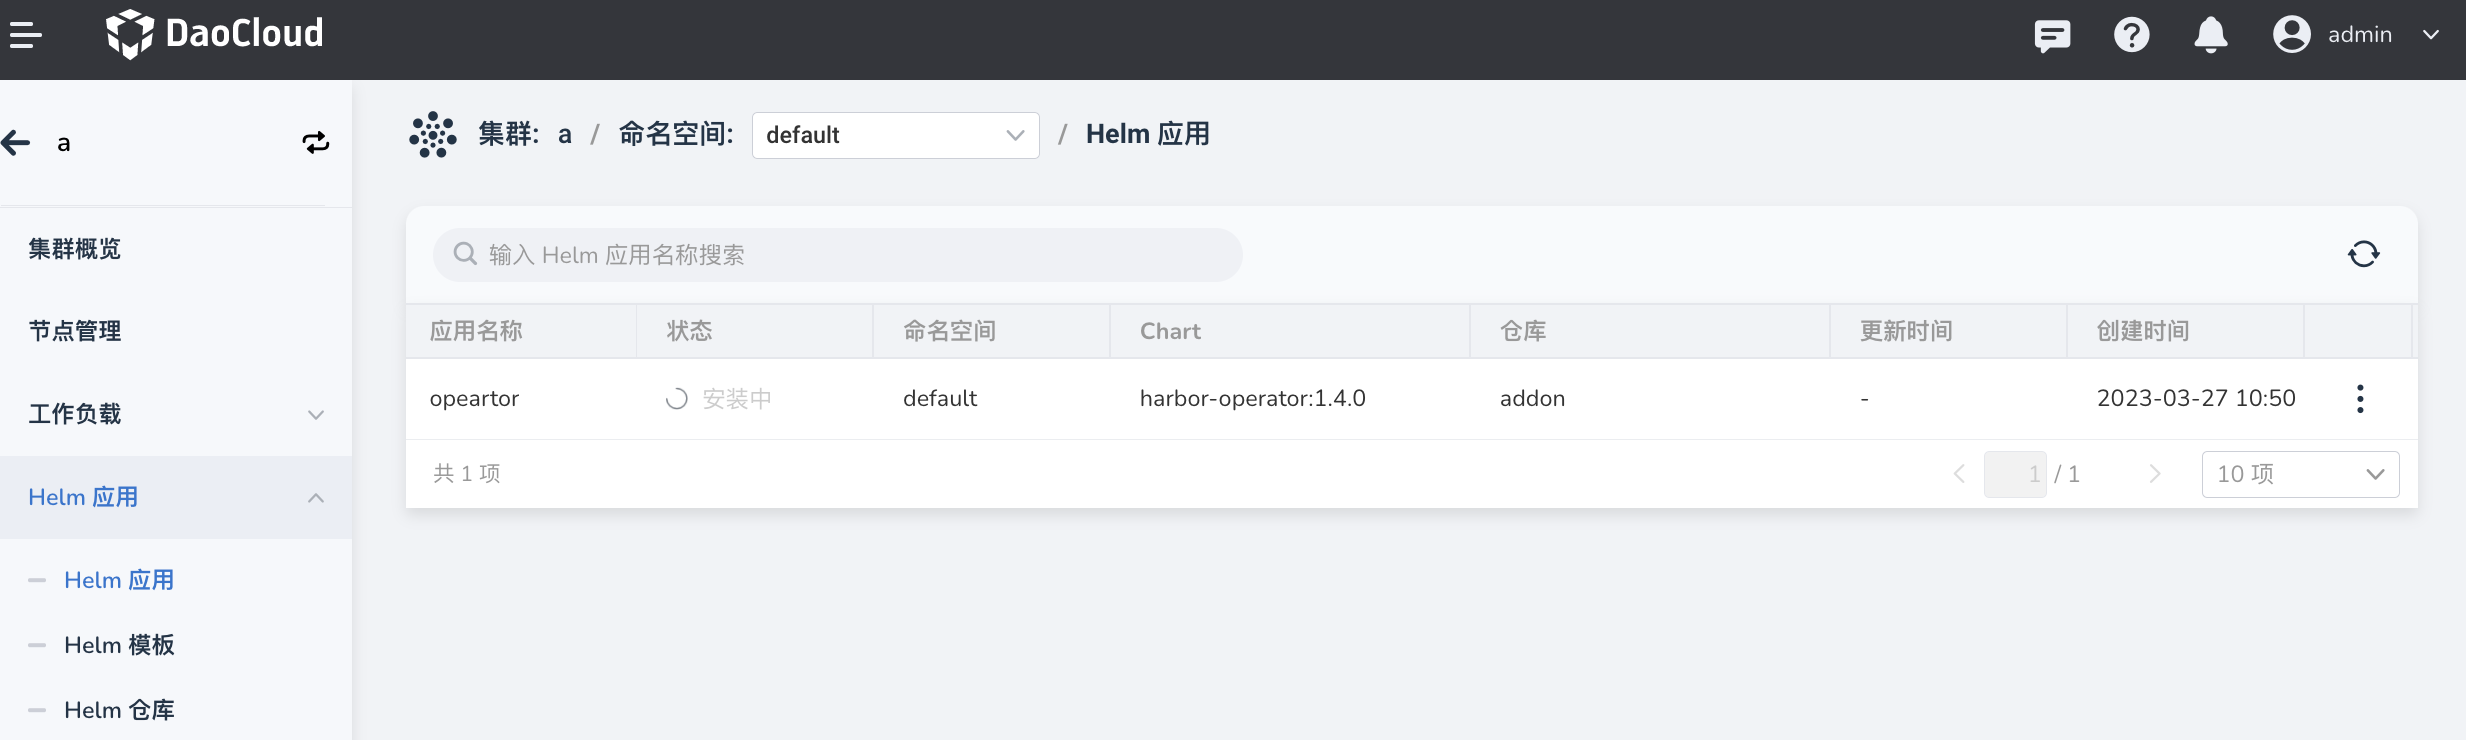 DaoCloud
admin
a
集群: a / 命名空间: default / Helm 应用
集群概览
节点管理
工作负载
Helm 应用
Helm 应用
Helm 模板
Helm 仓库
输入 Helm 应用名称搜索
应用名称 状态 命名空间 Chart 仓库 更新时间 创建时间
opeartor 安装中 default harbor-operator:1.4.0 addon - 2023-03-27 10:50
共 1 项 1 / 1 10 项